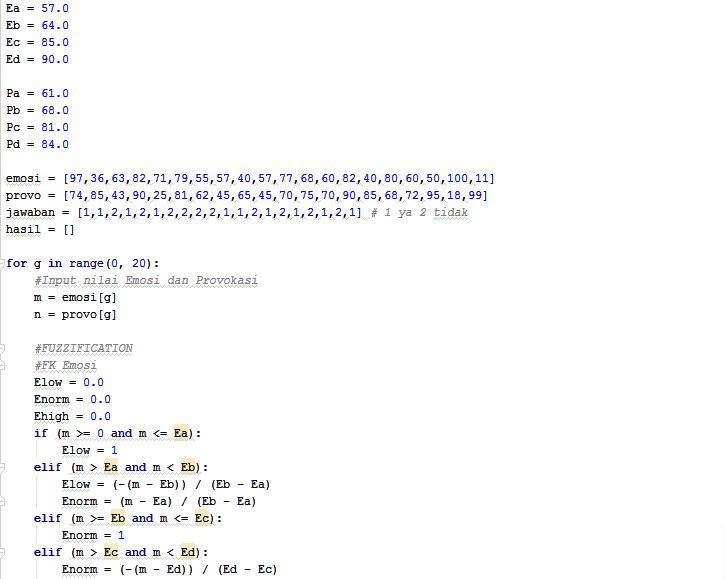 Ea = 57.0
Eb = 64.0
Ec = 85.0
Ed = 90.0
Pa = 61.0
Pb = 68.0
Pc = 81.0
Pd = 84.0
emosi = [97,36,63,82,71,79,55,57,40,57,77,68,60,82,40,80,60,50,100,11]
provo = [74,85,43,90,25,81,62,45,65,45,70,75,70,90,85,68,72,95,18,99]
jawaban = [1,1,2,1,2,1,2,2,2,2,1,1,2,1,2,1,2,1,2,1] # 1 ya 2 tidak
hasil = []
for g in range(0, 20):
    #Input nilai Emosi dan Provokasi
    m = emosi[g]
    n = provo[g]
    #FUZZIFICATION
    #FK Emosi
    Elow = 0.0
    Enorm = 0.0
    Ehigh = 0.0
    if (m >= 0 and m <= Ea):
        Elow = 1
    elif (m > Ea and m < Eb):
        Elow = (-(m - Eb)) / (Eb - Ea)
        Enorm = (m - Ea) / (Eb - Ea)
    elif (m >= Eb and m <= Ec):
        Enorm = 1
    elif (m > Ec and m < Ed):
        Enorm = (-(m - Ed)) / (Ed - Ec)